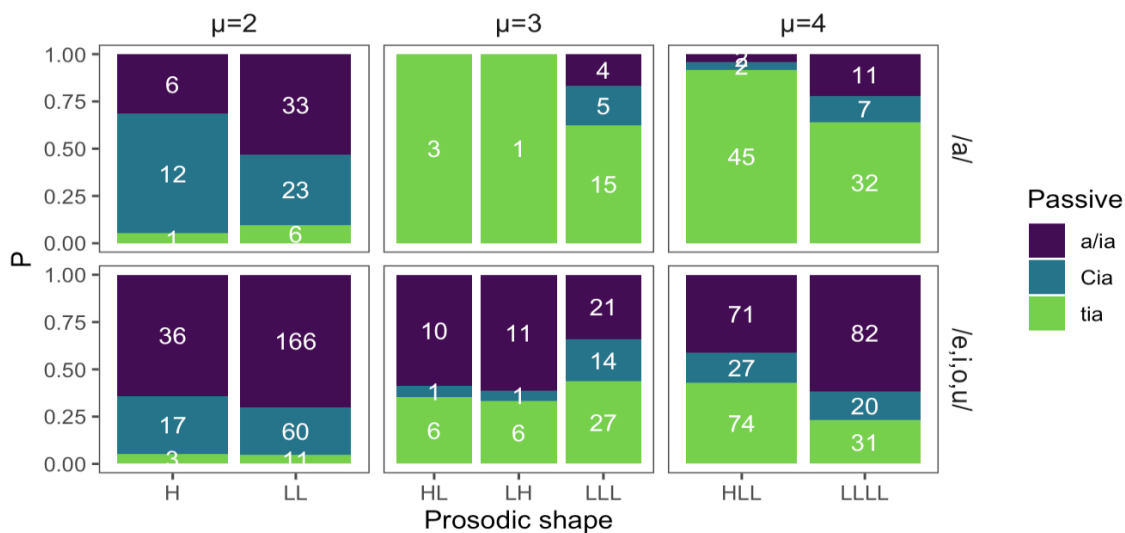 μ=2 μ=3 μ=4
1.00 6 33 4 11
0.75 5 2 7
0.50 12 23 3 1 15 45 32 /a/
0.25
0.00 1 6
P
1.00 36 166 10 11 21 71 82
0.75
0.50 14 27 /e,i,o,u/
0.25 17 60 1 1 27 74 20
0.00 3 11 6 6 31
H LL HL LH LLL HLL LLLL
Prosodic shape
Passive
a/ia
Cia
tia